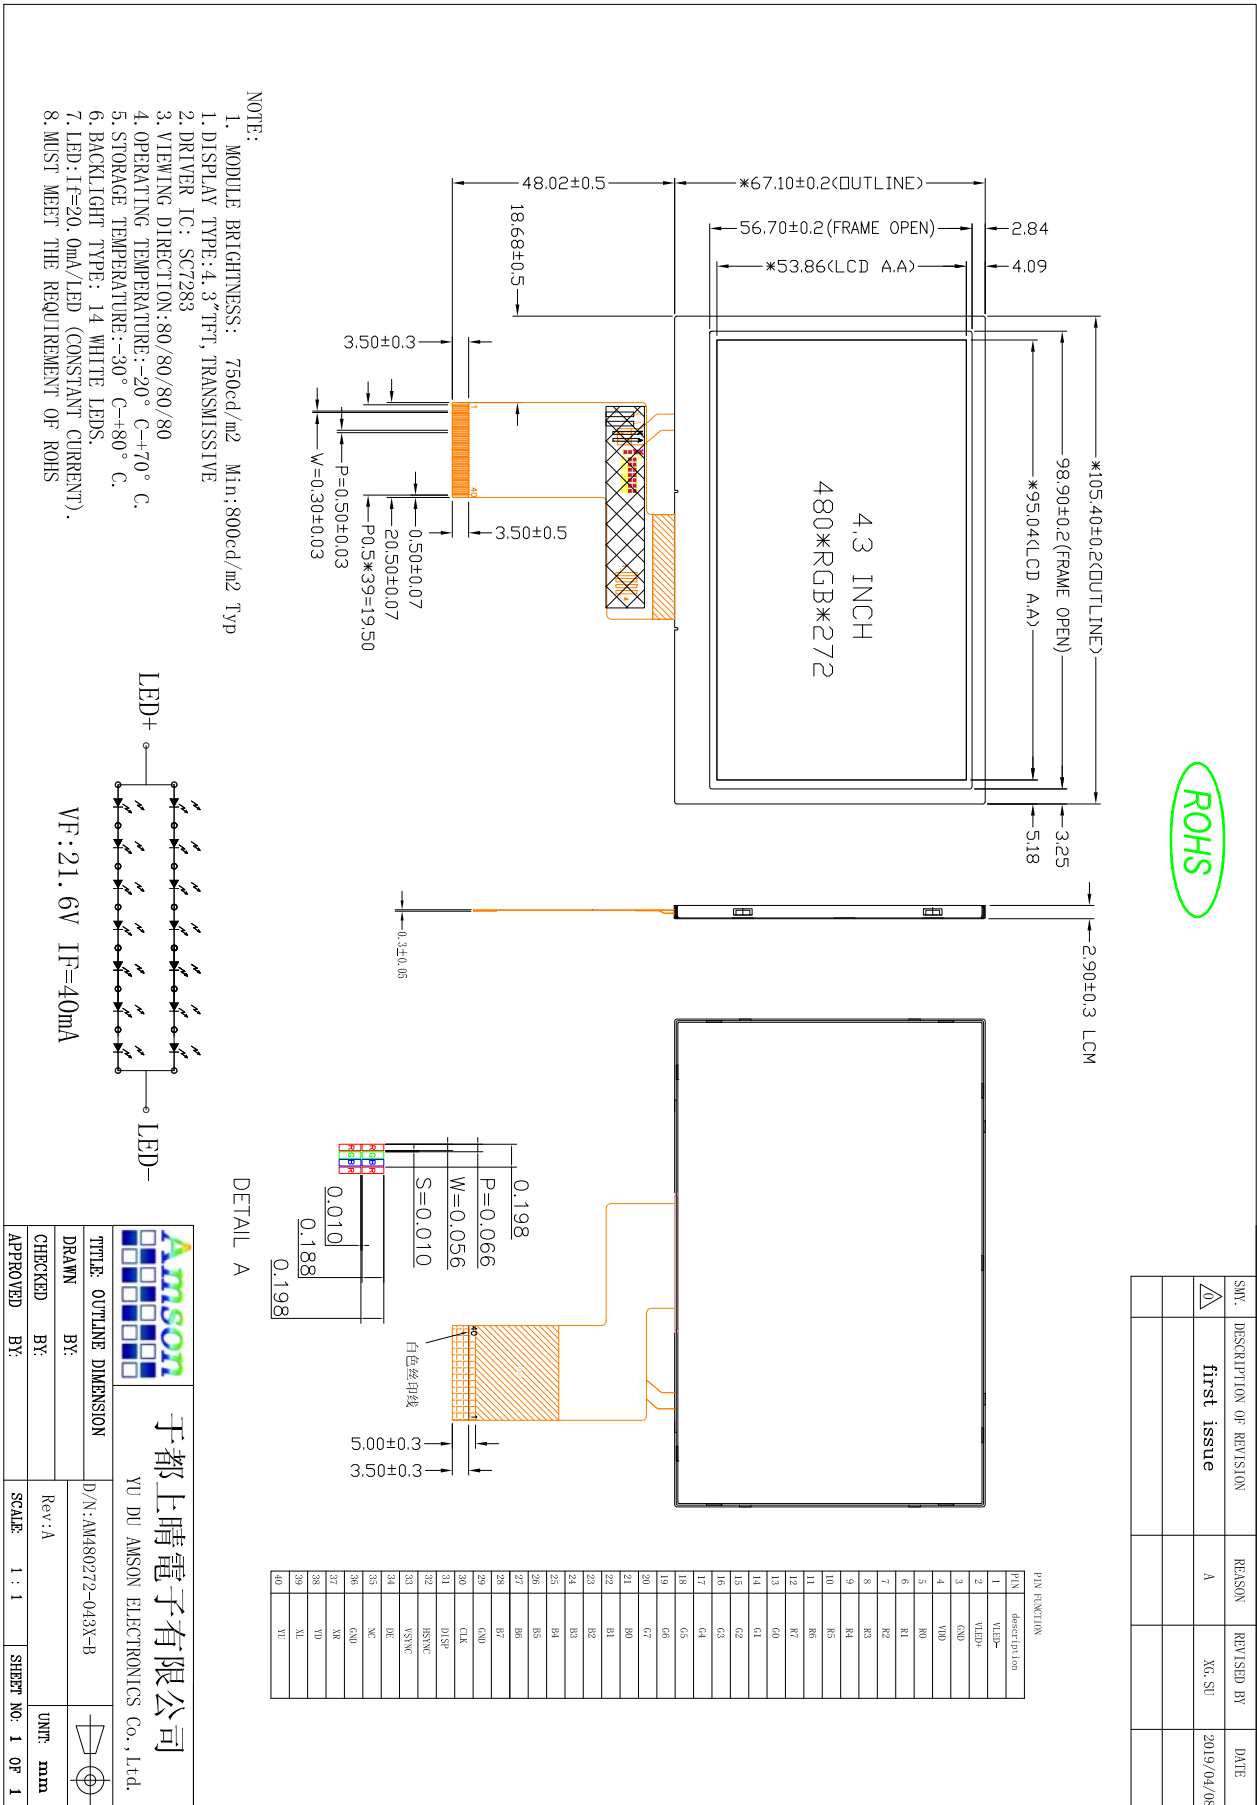 SMY. DESCRIPTION OF REVISION REASON REVISED BY DATE
0 first issue A XG.SU 2019/04/08
ROHS
*105.40±0.2(OUTLINE)
98.90±0.2(FRAME OPEN)
*95.04(LCD A.A)
3.25
5.18
2.84
4.09
*67.10±0.2(OUTLINE)
56.70±0.2(FRAME OPEN)
*53.86(LCD A.A)
48.02±0.5
18.68±0.5
3.50±0.3
4.3 INCH
480*RGB*272
1
40
3.50±0.5
0.50±0.07
20.50±0.07
P0.5*39=19.50
P=0.50±0.03
W=0.30±0.03
2.90±0.3 LCM
0.3±0.05
40
1
白色丝印线
5.00±0.3
3.50±0.3
0.198
P=0.066
W=0.056
S=0.010
R G B R
R G B R
0.010
0.188
0.198
DETAIL A
PIN FUNCTION
PIN description
1 VLED-
2 VLED+
3 GND
4 VDD
5 R0
6 R1
7 R2
8 R3
9 R4
10 R5
11 R6
12 R7
13 G0
14 G1
15 G2
16 G3
17 G4
18 G5
19 G6
20 G7
21 B0
22 B1
23 B2
24 B3
25 B4
26 B5
27 B6
28 B7
29 GND
30 CLK
31 DISP
32 HSYNC
33 VSYNC
34 DE
35 NC
36 GND
37 XR
38 YD
39 XL
40 YU
NOTE:
1. MODULE BRIGHTNESS: 750cd/m2 Min;800cd/m2 Typ
1.DISPLAY TYPE:4.3"TFT,TRANSMISSIVE
2.DRIVER IC: SC7283
3.VIEWING DIRECTION:80/80/80/80
4.OPERATING TEMPERATURE:-20° C-+70° C.
5.STORAGE TEMPERATURE:-30° C-+80° C.
6.BACKLIGHT TYPE: 14 WHITE LEDS.
7.LED:If=20.0mA/LED (CONSTANT CURRENT).
8.MUST MEET THE REQUIREMENT OF ROHS
LED+
LED-
VF:21.6V IF=40mA
Amson
于都上晴電子有限公司
YU DU AMSON ELECTRONICS Co.,Ltd.
TITLE: OUTLINE DIMENSION
DRAWN BY:
CHECKED BY:
APPROVED BY:
D/N:AM480272-043X-B
Rev:A
UNIT: mm
SCALE: 1 : 1
SHEET NO: 1 OF 1